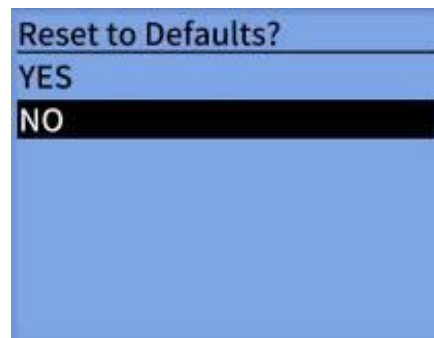 Reset to Defaults?
YES
NO